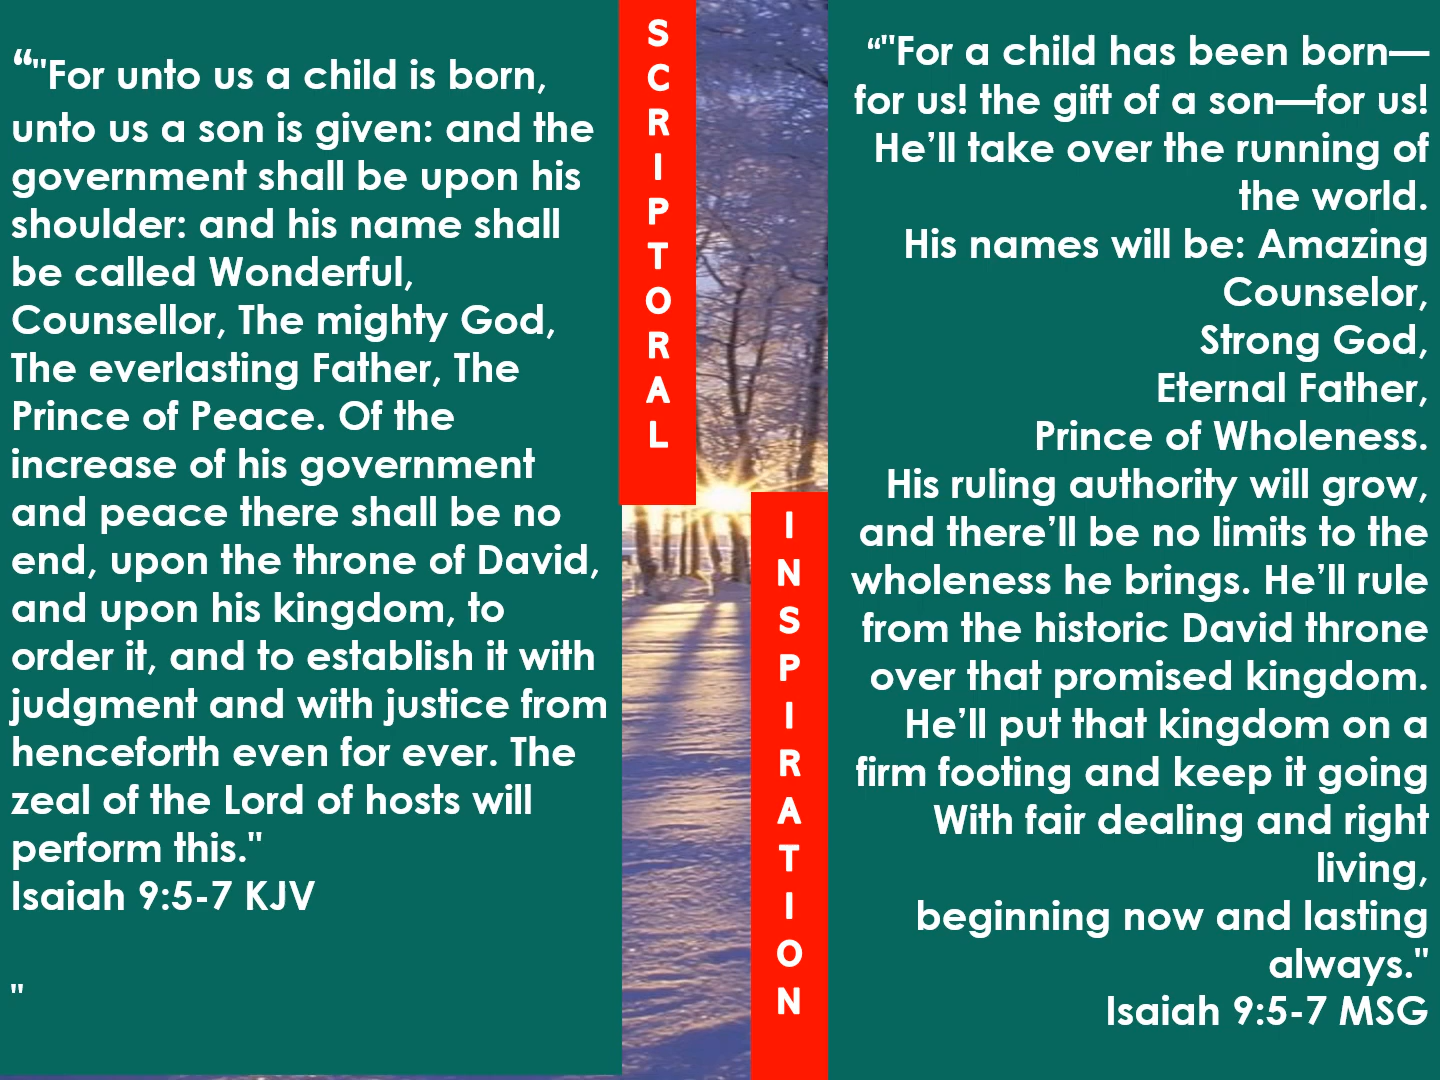 “"For unto us a child is born,
unto us a son is given: and the
government shall be upon his
shoulder: and his name shall
be called Wonderful,
Counsellor, The mighty God,
The everlasting Father, The
Prince of Peace. Of the
increase of his government
and peace there shall be no
end, upon the throne of David,
and upon his kingdom, to
order it, and to establish it with
judgment and with justice from
henceforth even for ever. The
zeal of the Lord of hosts will
perform this."
Isaiah 9:5-7 KJV
"
SCRIPTORAL
INSPIRATION
“"For a child has been born—
for us! the gift of a son—for us!
He’ll take over the running of
the world.
His names will be: Amazing
Counselor,
Strong God,
Eternal Father,
Prince of Wholeness.
His ruling authority will grow,
and there’ll be no limits to the
wholeness he brings. He’ll rule
from the historic David throne
over that promised kingdom.
He’ll put that kingdom on a
firm footing and keep it going
With fair dealing and right
living,
beginning now and lasting
always."
Isaiah 9:5-7 MSG